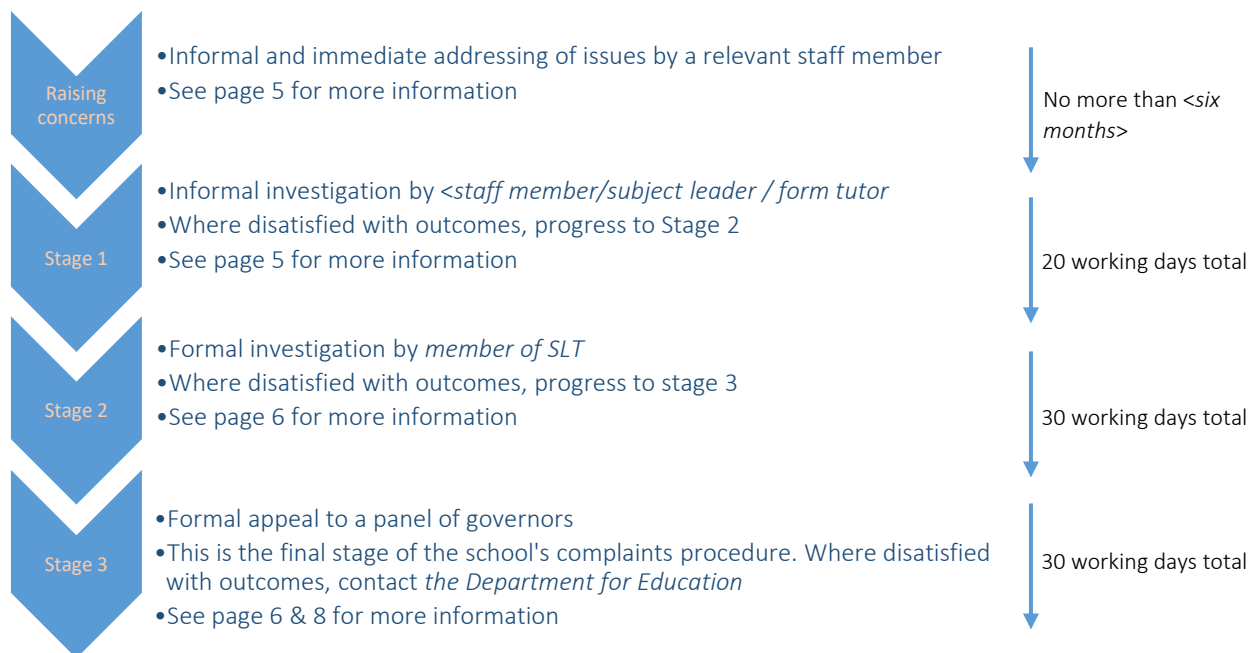 Raising
concerns
•Informal and immediate addressing of issues by a relevant staff member
•See page 5 for more information
No more than <six
months>
Stage 1
•Informal investigation by <staff member/subject leader / form tutor
•Where disatisfied with outcomes, progress to Stage 2
•See page 5 for more information
20 working days total
Stage 2
•Formal investigation by member of SLT
•Where disatisfied with outcomes, progress to stage 3
•See page 6 for more information
30 working days total
Stage 3
•Formal appeal to a panel of governors
•This is the final stage of the school's complaints procedure. Where disatisfied
with outcomes, contact the Department for Education
•See page 6 & 8 for more information
30 working days total